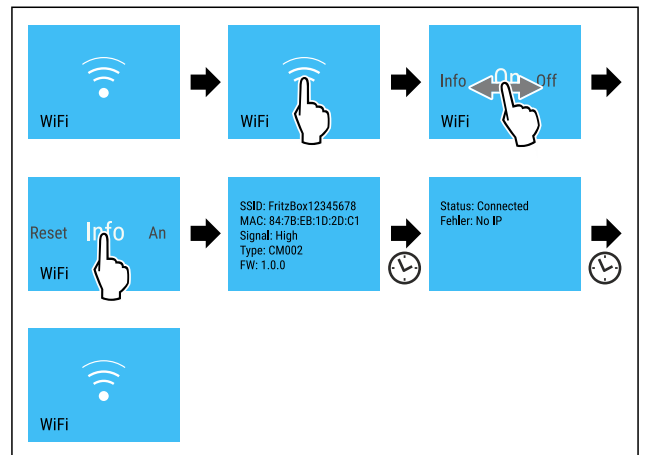 WiFi
WiFi
Info On Off
WiFi
Reset Info An
WiFi
SSID: FritzBox12345678
MAC: 84:7B:EB:1D:2D:C1
Signal: High
Type: CM002
FW: 1.0.0
Status: Connected
Fehler: No IP
WiFi